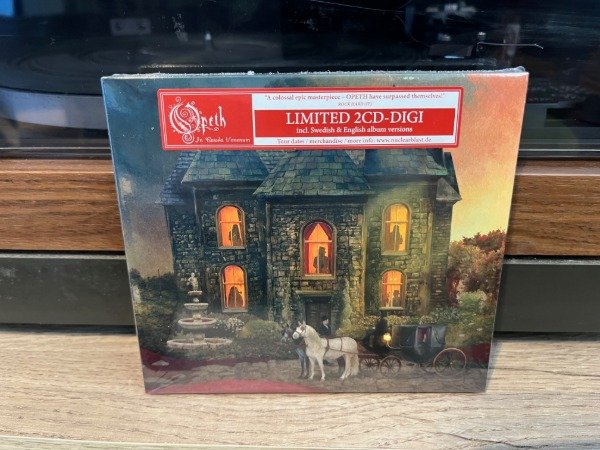 Opeth
In Cauda Venenum
"A colossal epic masterpiece – OPETH have surpassed themselves!"
ROCK HARD (IT)
LIMITED 2CD-DIGI
incl. Swedish & English album versions
Tour dates / merchandise / more info: www.nuclearblast.de